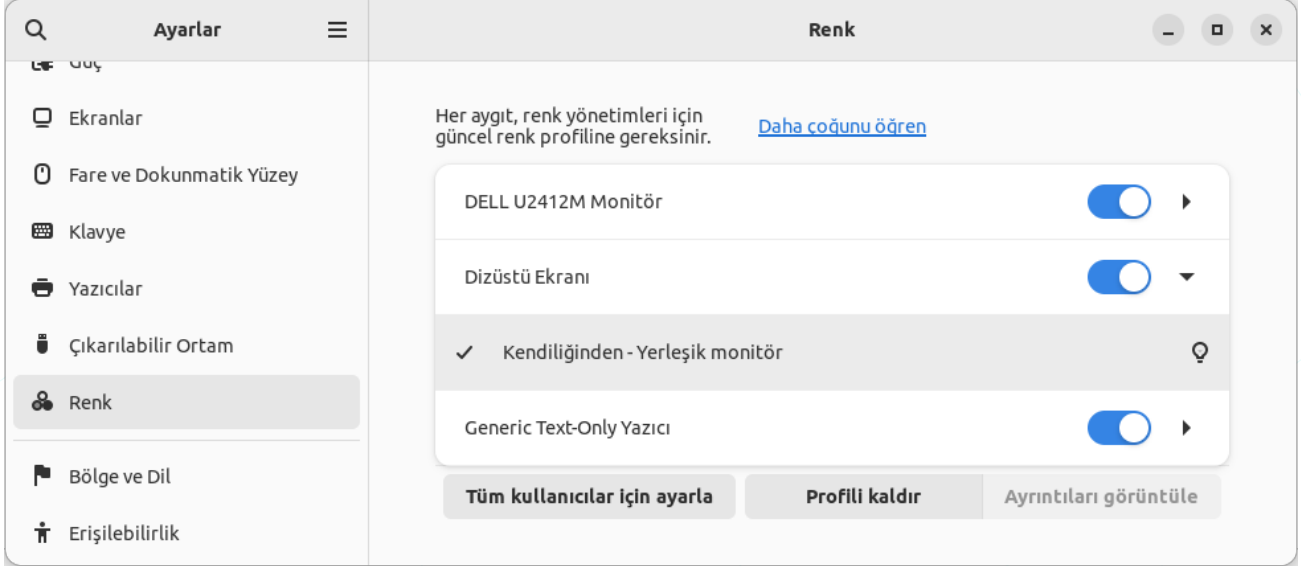 Ayarlar
Renk
Güç
Ekranlar
Fare ve Dokunmatik Yüzey
Klavye
Yazıcılar
Çıkarılabilir Ortam
Renk
Bölge ve Dil
Erişilebilirlik
Her aygıt, renk yönetimleri için
güncel renk profiline gereksinir.
Daha çoğunu öğren
DELL U2412M Monitör
Dizüstü Ekranı
Kendiliğinden - Yerleşik monitör
Generic Text-Only Yazıcı
Tüm kullanıcılar için ayarla
Profili kaldır
Ayrıntıları görüntüle